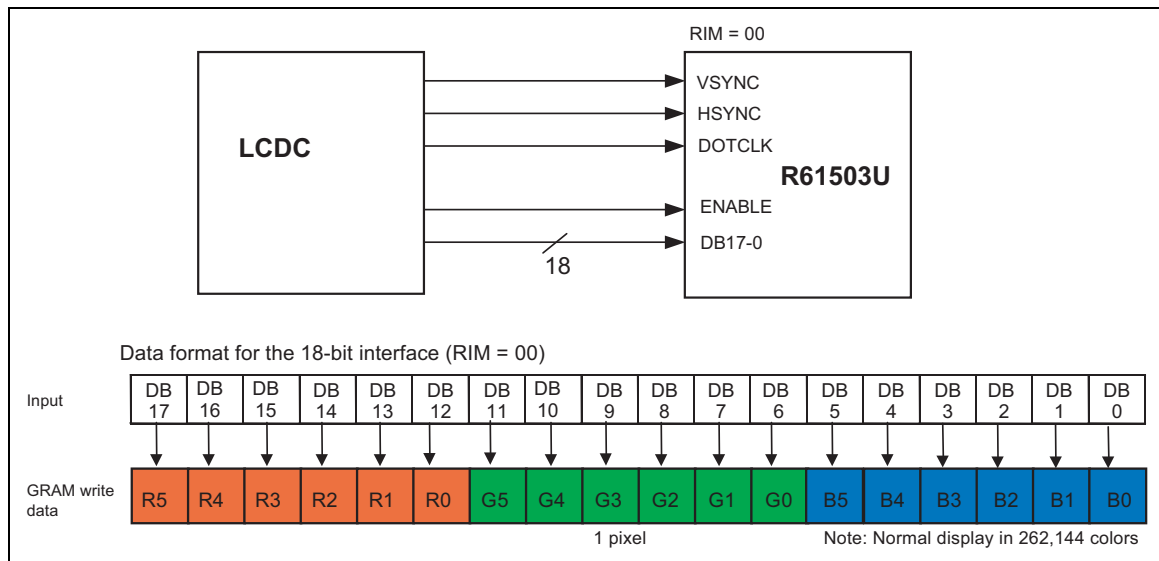 RIM = 00
VSYNC
HSYNC
LCDC
DOTCLK
R61503U
ENABLE
DB17-0
18
Data format for the 18-bit interface (RIM = 00)
Input
DB 17 DB 16 DB 15 DB 14 DB 13 DB 12 DB 11 DB 10 DB 9 DB 8 DB 7 DB 6 DB 5 DB 4 DB 3 DB 2 DB 1 DB 0
GRAM write
data
R5 R4 R3 R2 R1 R0 G5 G4 G3 G2 G1 G0 B5 B4 B3 B2 B1 B0
1 pixel
Note: Normal display in 262,144 colors